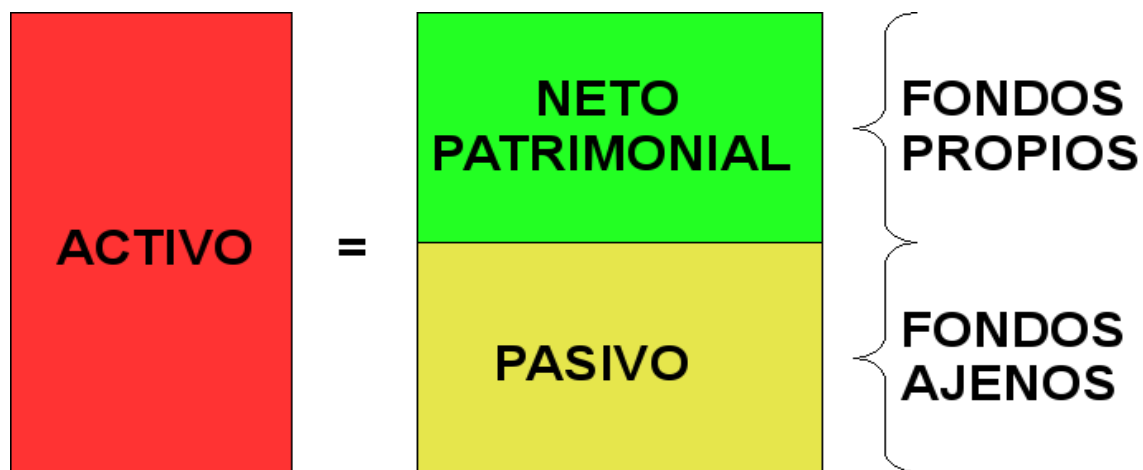 ACTIVO
=
NETO
PATRIMONIAL
PASIVO
FONDOS
PROPIOS
FONDOS
AJENOS